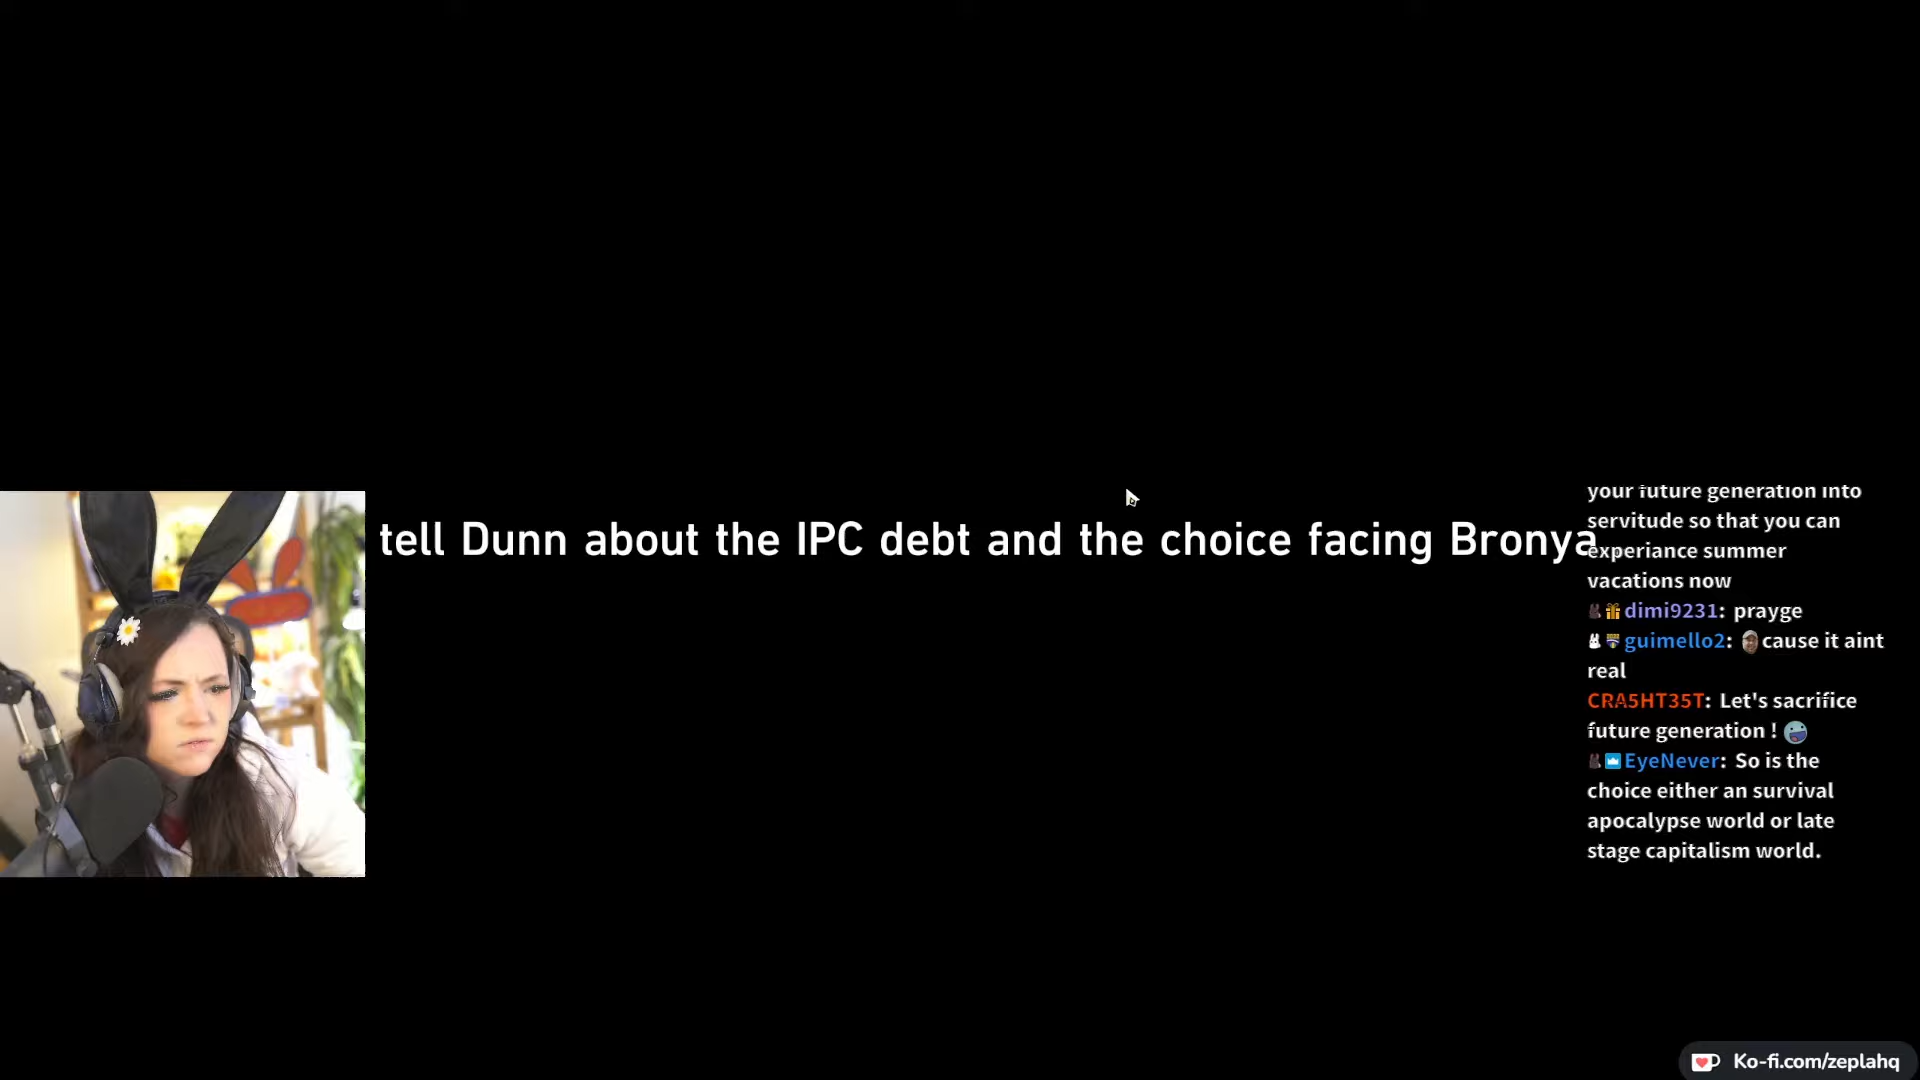 tell Dunn about the IPC debt and the choice facing Bronya
your future generation into
servitude so that you can
experiance summer
vacations now
dimi9231: prayge
guimello2: cause it aint
real
CRA5HT35T: Let's sacrifice
future generation !
EyeNever: So is the
choice either an survival
apocalypse world or late
stage capitalism world.
Ko-fi.com/zeplahq